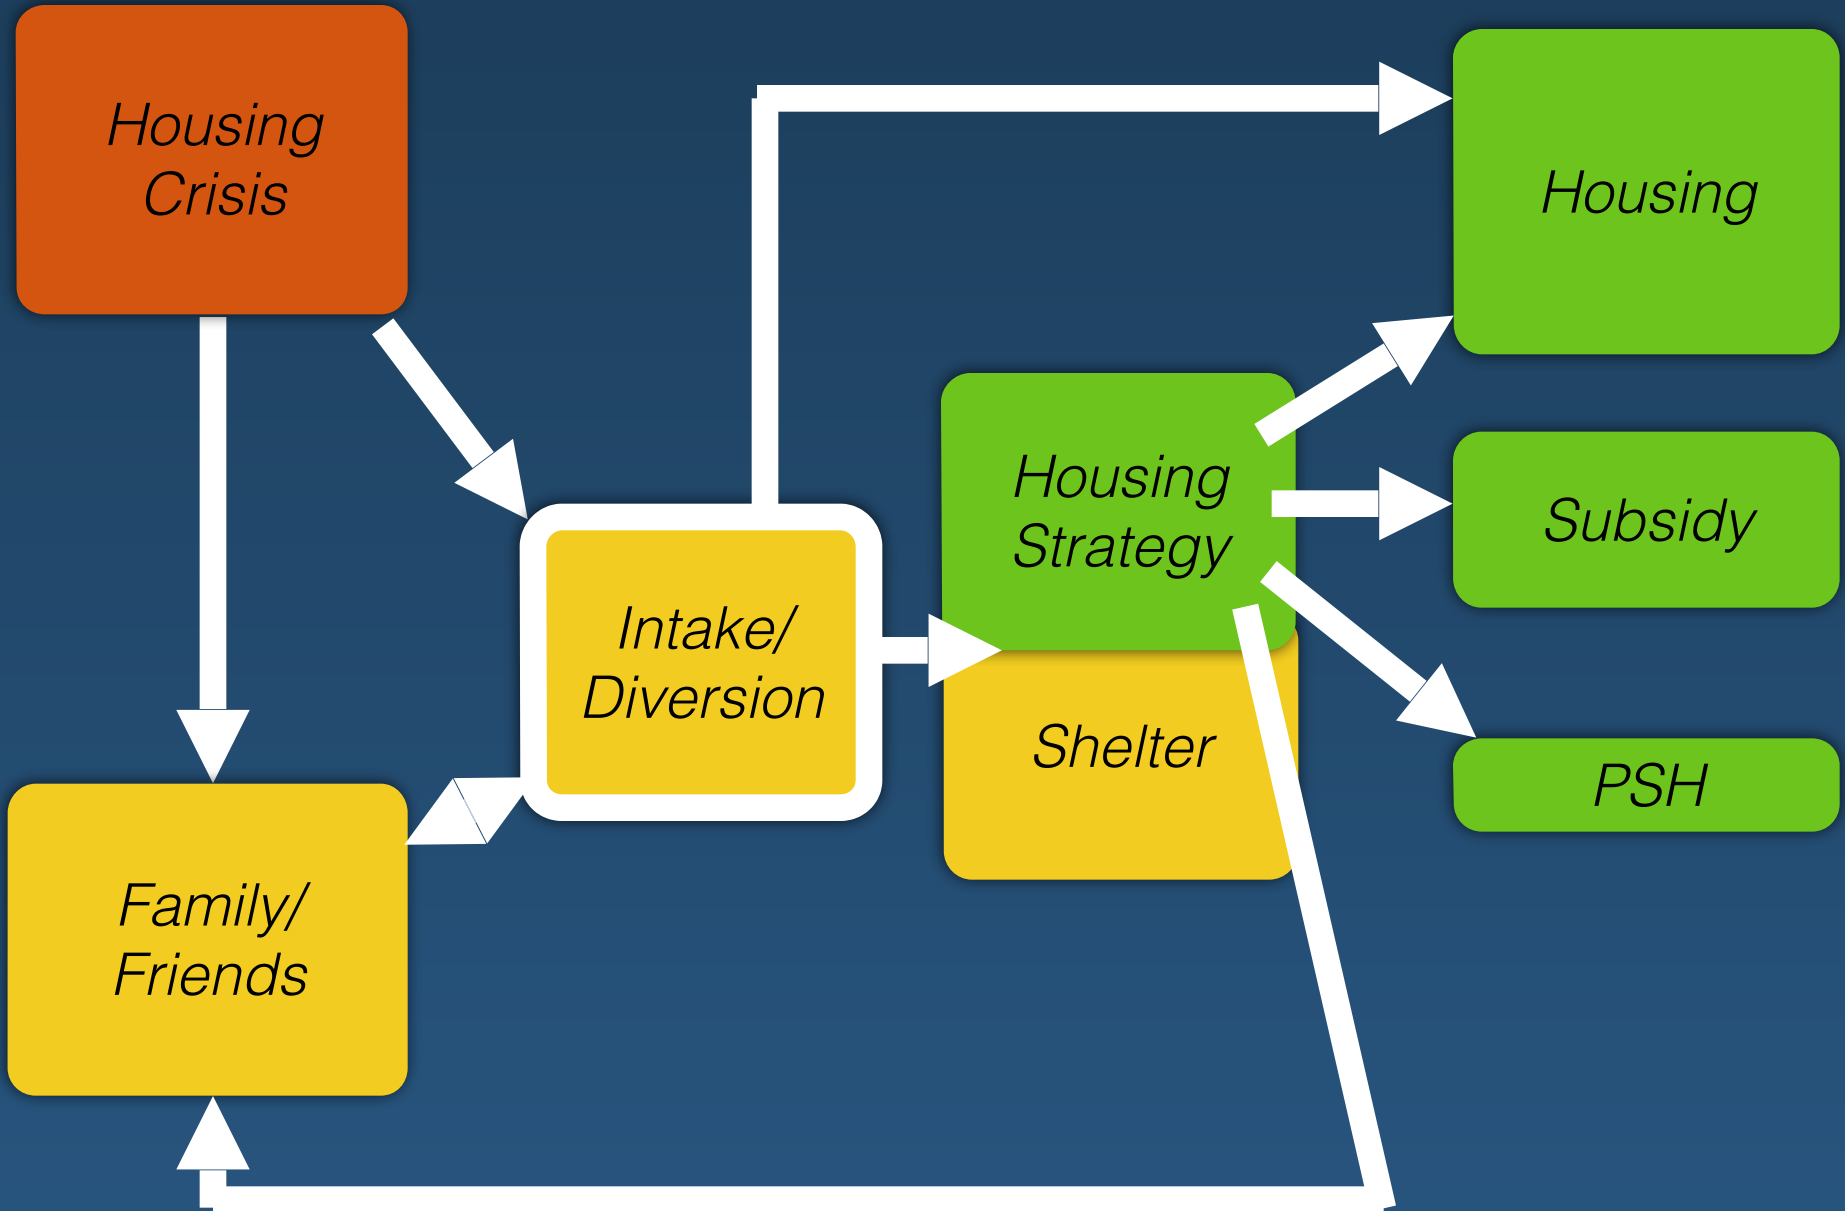 Housing
Crisis
Housing
Housing
Strategy
Subsidy
Intake/
Diversion
Shelter
PSH
Family/
Friends